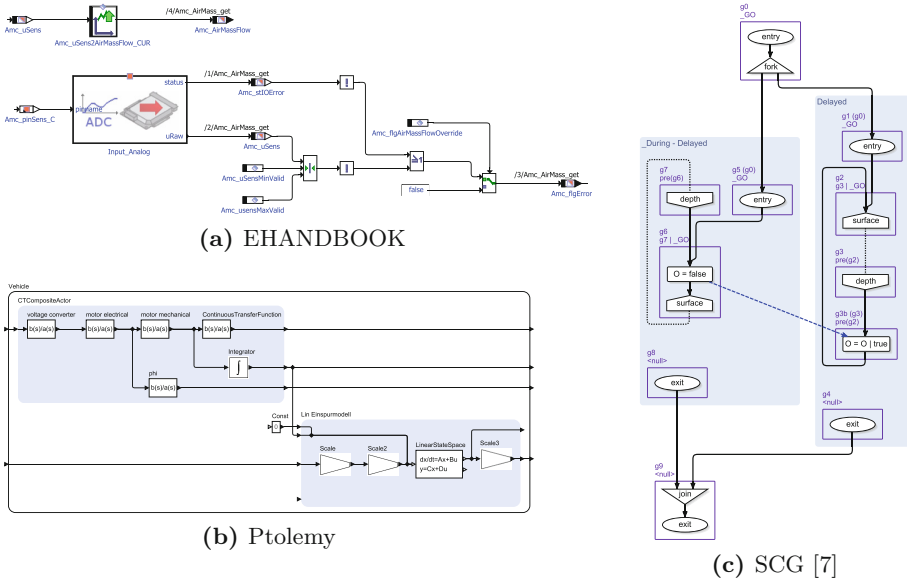 /4/Amc_AirMass_get
Amc_uSens
Amc_uSens2AirMassFlow_CUR
Amc_AirMassFlow
/1/Amc_AirMass_get
status
Amc_stIOError
Amc_pinSens_C
pinname
ADC
/2/Amc_AirMass_get
uRaw
Input_Analog
Amc_uSens
Amc_uSensMinValid
Amc_usensMaxValid
Amc_flgAirMassFlowOverride
≥1
false
/3/Amc_AirMass_get
Amc_flgError
(a) EHANDBOOK
Vehicle
CTCompositeActor
voltage converter
motor electrical
motor mechanical
ContinuousTransferFunction
b(s)/a(s)
b(s)/a(s)
b(s)/a(s)
b(s)/a(s)
Integrator
∫
phi
b(s)/a(s)
Const
0
Lin Einspurmodell
Scale
Scale2
LinearStateSpace
dx/dt=Ax+Bu
y=Cx+Du
Scale3
(b) Ptolemy
g0
_GO
entry
fork
Delayed
g1 (g0)
_GO
entry
_During - Delayed
g7
pre(g6)
depth
g5 (g0)
_GO
entry
g2
g3 | _GO
surface
g6
g7 | _GO
O = false
surface
g3
pre(g2)
depth
g3b (g3)
pre(g2)
O = O | true
g8
<null>
exit
g4
<null>
exit
g9
<null>
join
exit
(c) SCG [7]